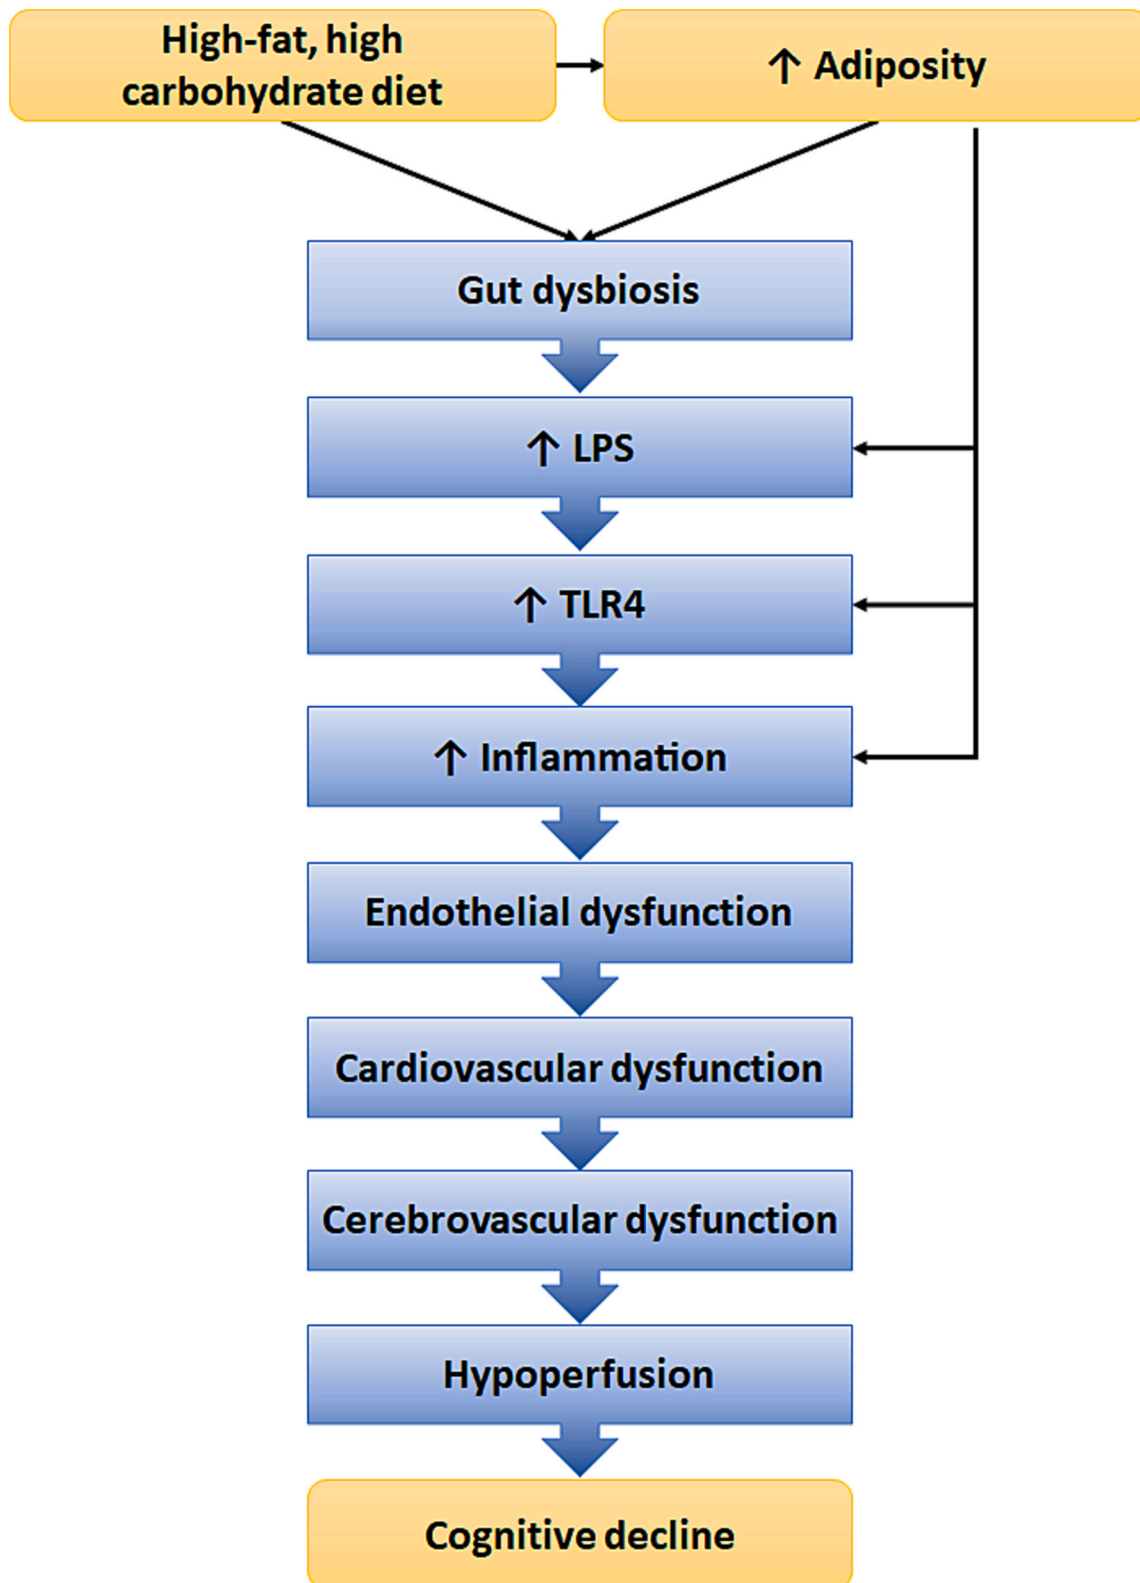 High-fat, high
carbohydrate diet
↑ Adiposity
Gut dysbiosis
↑ LPS
↑ TLR4
↑ Inflammation
Endothelial dysfunction
Cardiovascular dysfunction
Cerebrovascular dysfunction
Hypoperfusion
Cognitive decline